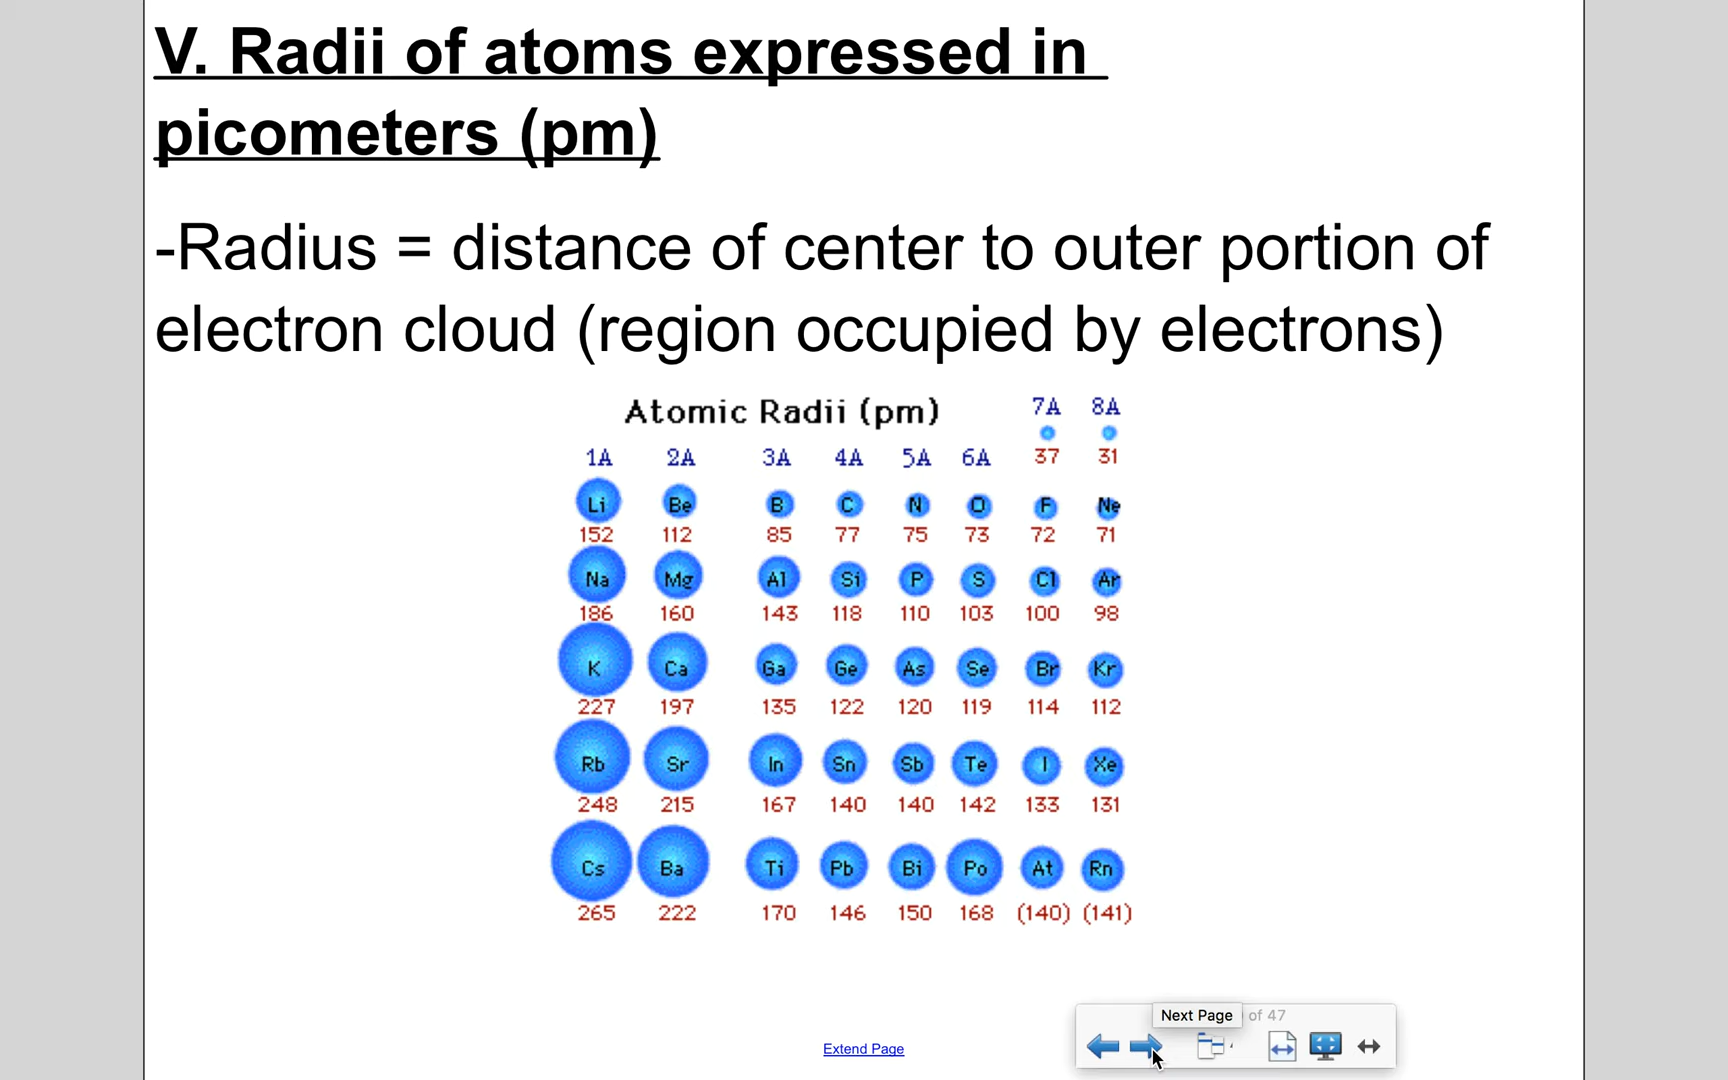 V. Radii of atoms expressed in
picometers (pm)
-Radius = distance of center to outer portion of
electron cloud (region occupied by electrons)
Atomic Radii (pm) 7A 8A
1A 2A 3A 4A 5A 6A 37 31
Li Be B C N O F Ne
152 112 85 77 75 73 72 71
Na Mg Al Si P S Cl Ar
186 160 143 118 110 103 100 98
K Ca Ga Ge As Se Br Kr
227 197 135 122 120 119 114 112
Rb Sr In Sn Sb Te I Xe
248 215 167 140 140 142 133 131
Cs Ba Ti Pb Bi Po At Rn
265 222 170 146 150 168 (140) (141)
Next Page of 47
Extend Page